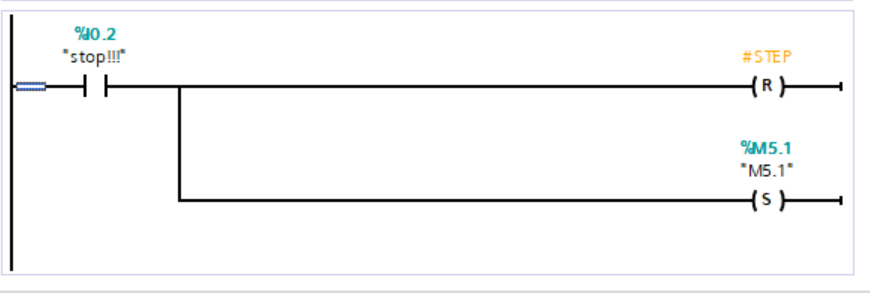 %I0.2
"stop!!!"
#STEP
R
%M5.1
"M5.1"
S